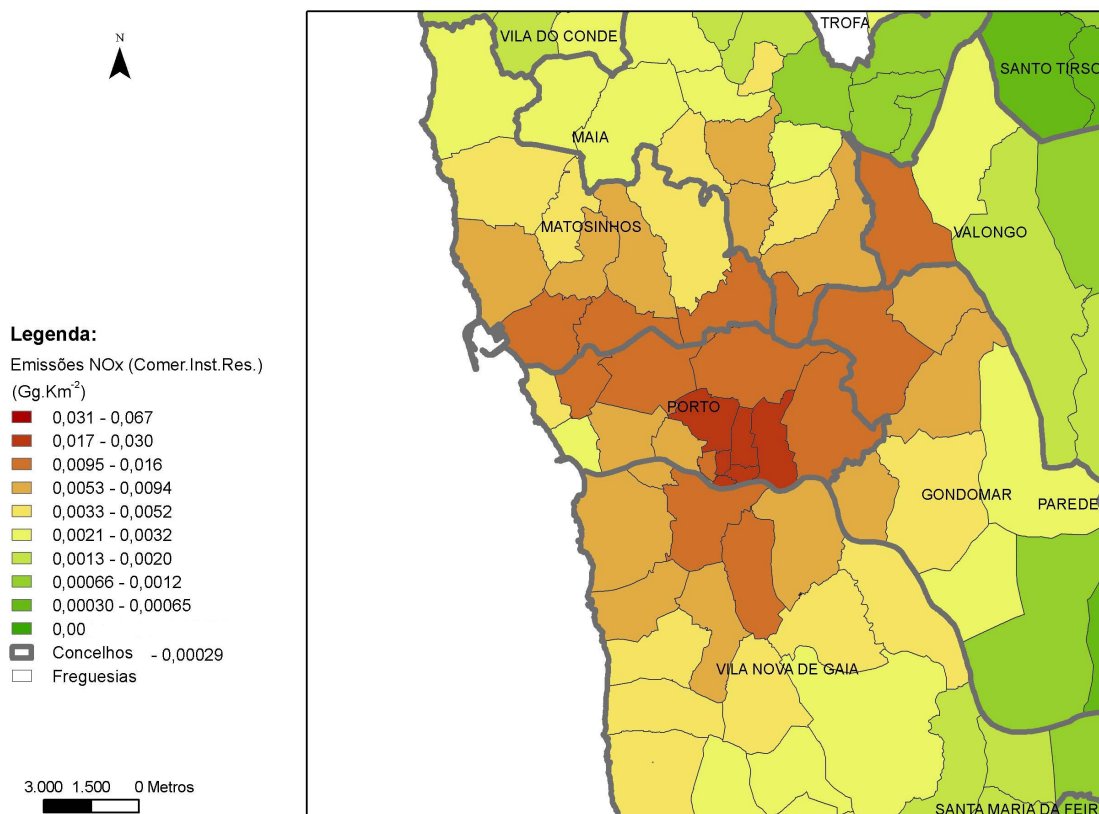 N
TROFA
VILA DO CONDE
SANTO TIRSO
MAIA
MATOSINHOS
VALONGO
PORTO
GONDOMAR
PAREDE
VILA NOVA DE GAIA
SANTA MARIA DA FEIR
Legenda:
Emissões NOx (Comer.Inst.Res.)
(Gg.Km-2)
0,031 - 0,067
0,017 - 0,030
0,0095 - 0,016
0,0053 - 0,0094
0,0033 - 0,0052
0,0021 - 0,0032
0,0013 - 0,0020
0,00066 - 0,0012
0,00030 - 0,00065
0,00
Concelhos - 0,00029
Freguesias
3.000 1.500 0 Metros